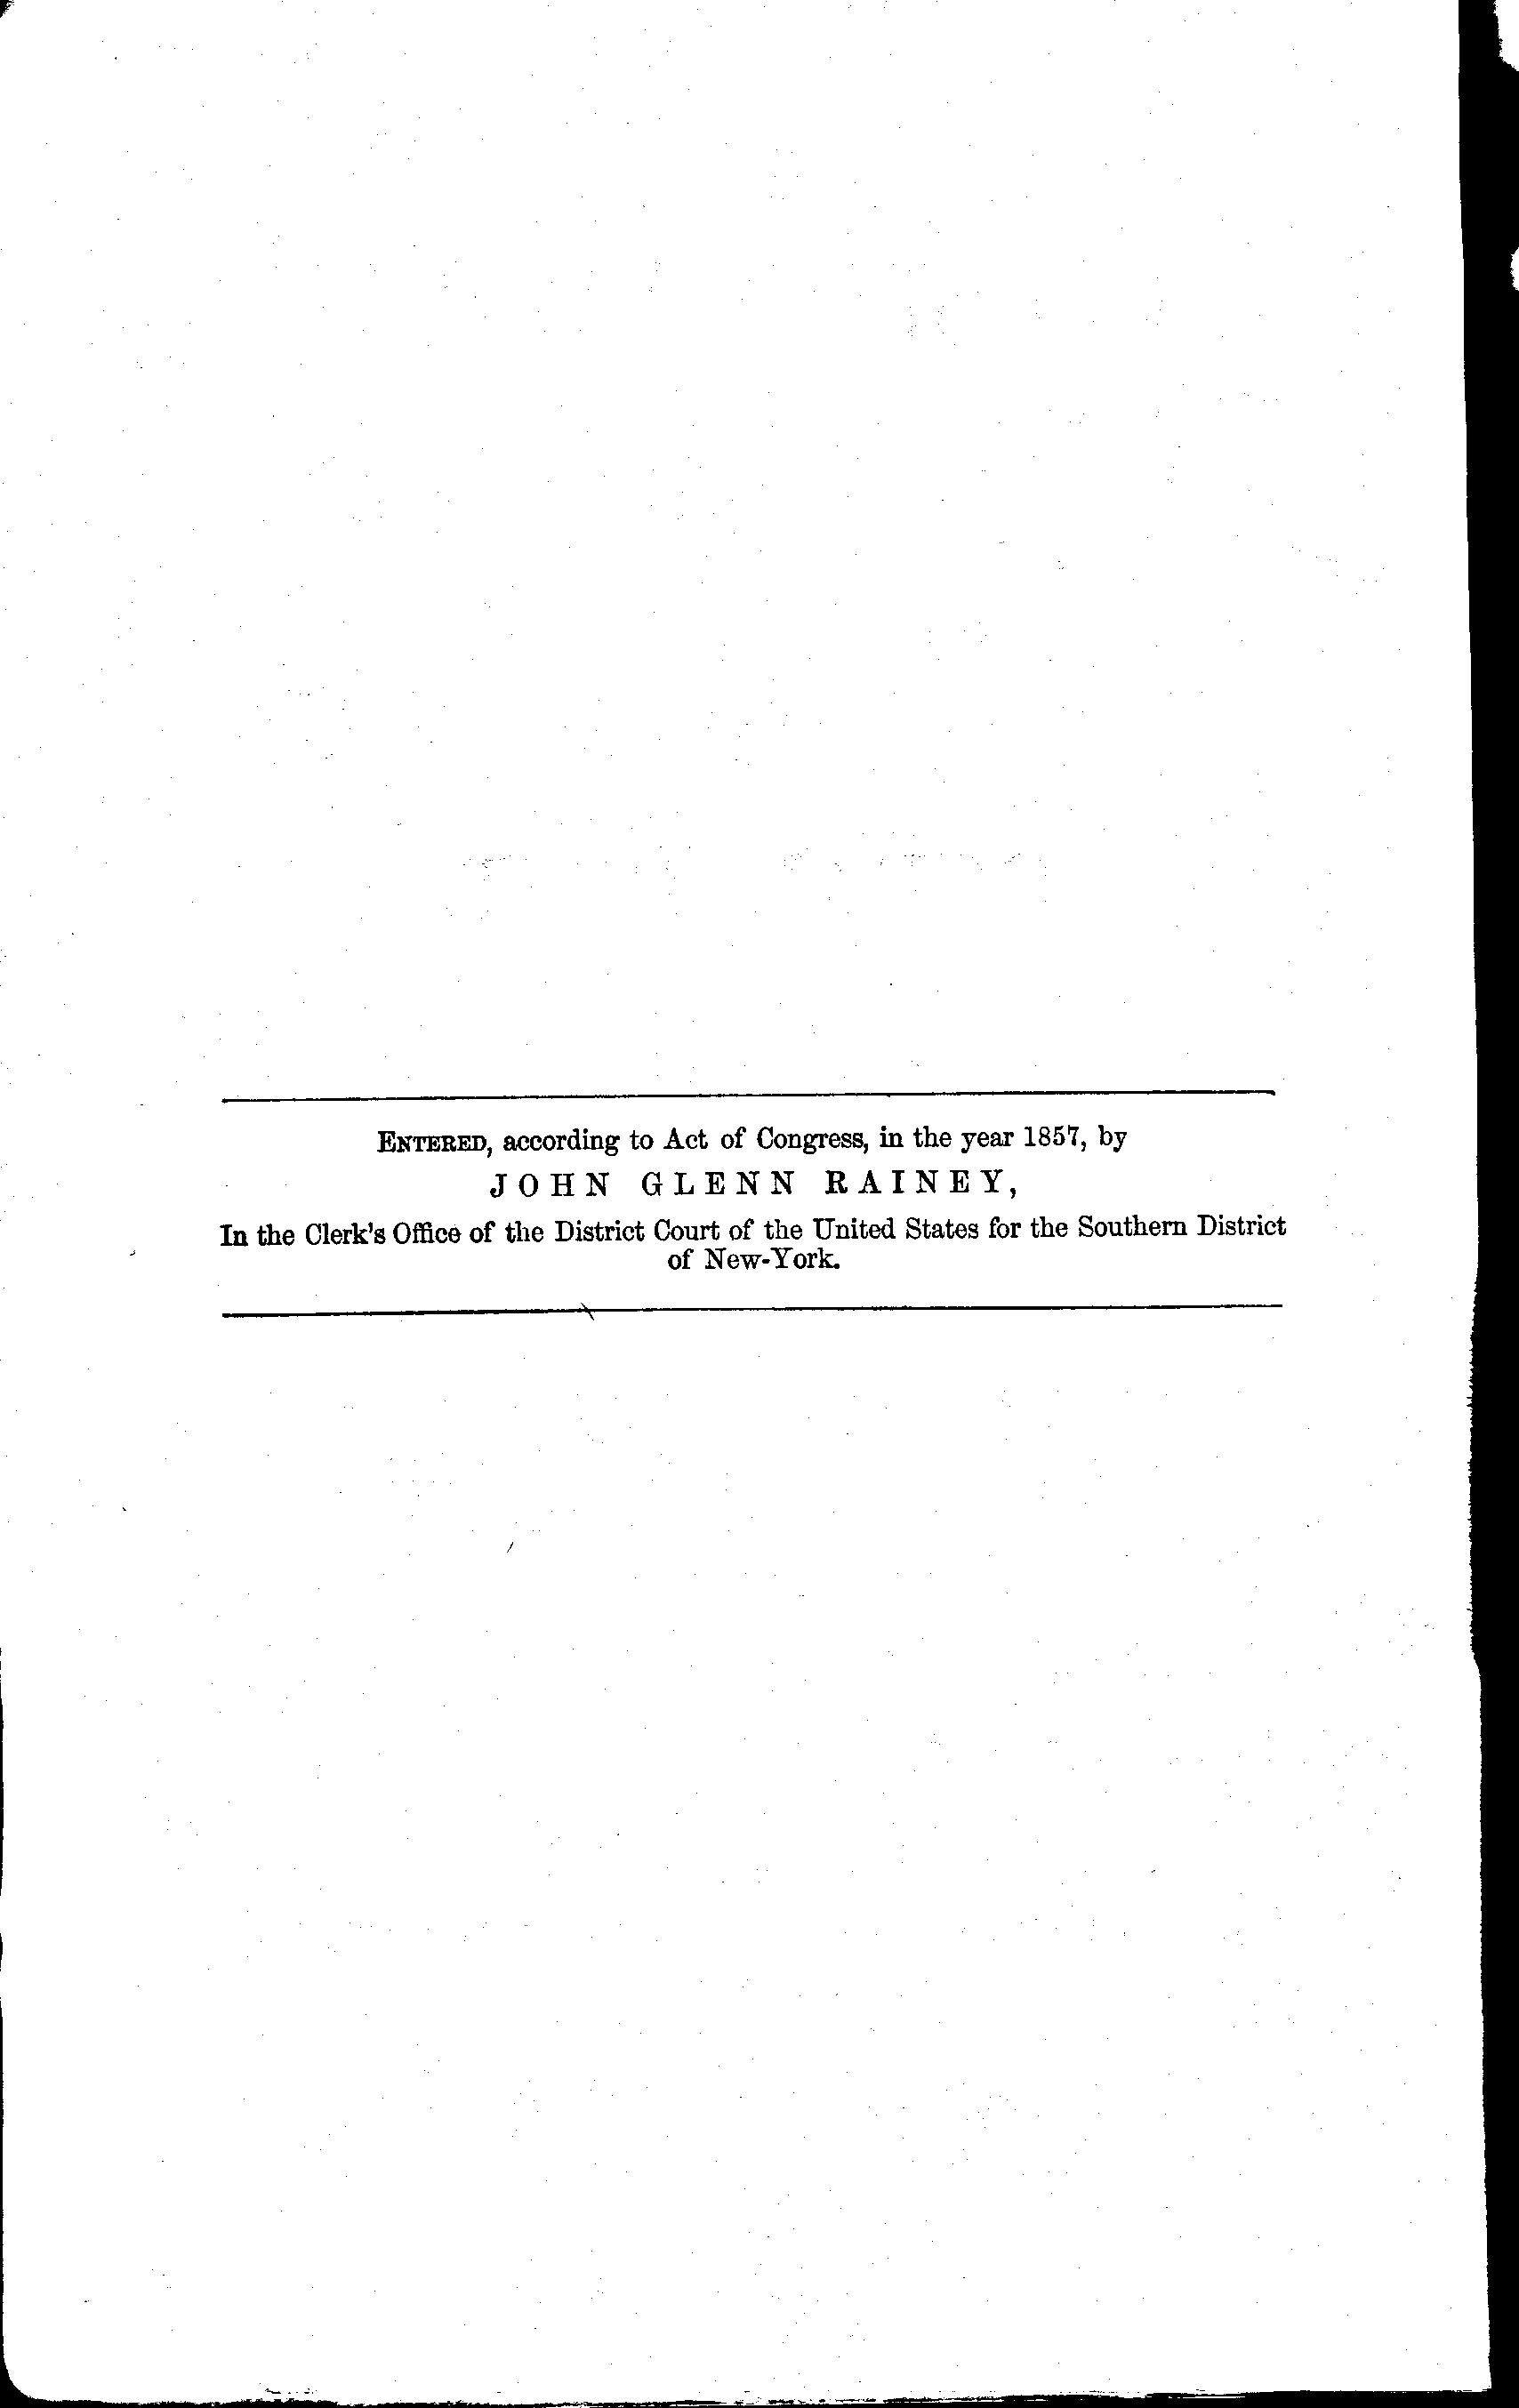 ENTERED, according to Act of Congress, in the year 1857, by
JOHN GLENN RAINEY,
In the Clerk's Office of the District Court of the United States for the Southern District
of New-York.